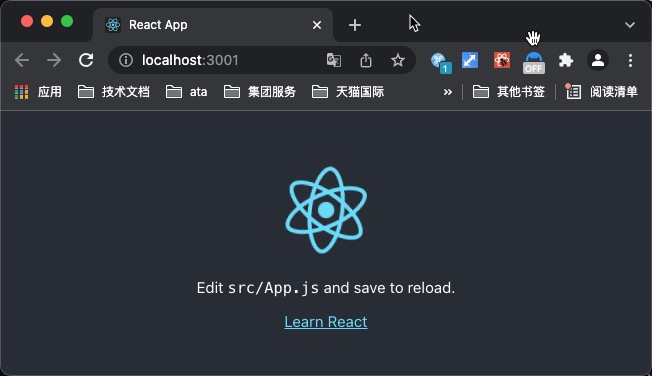 React App
localhost:3001
1
OFF
应用 技术文档 ata 集团服务 天猫国际 » 其他书签 阅读清单
Edit src/App.js and save to reload.
Learn React